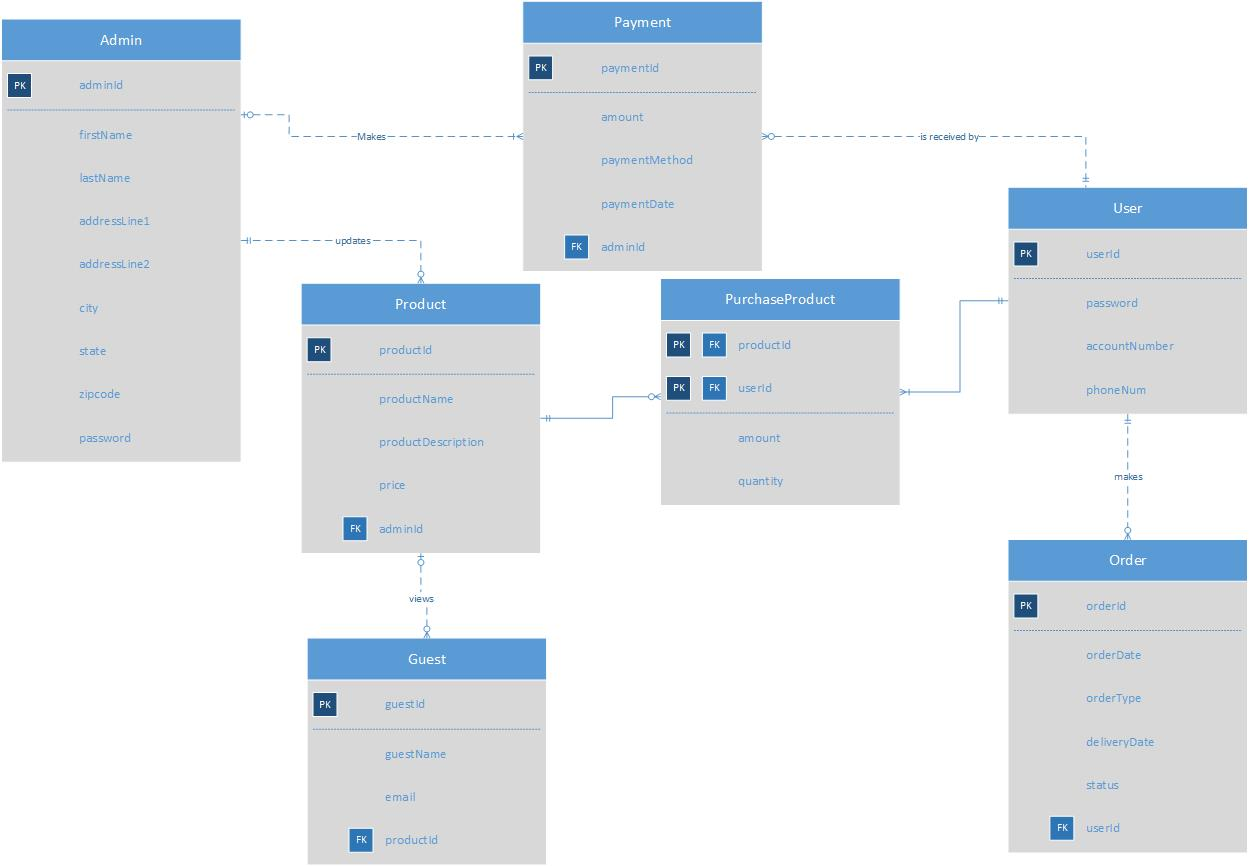 Admin
PK adminId
firstName
lastName
addressLine1
addressLine2
city
state
zipcode
password
Makes
updates
Payment
PK paymentId
amount
paymentMethod
paymentDate
FK adminId
is received by
User
PK userId
password
accountNumber
phoneNum
Product
PK productId
productName
productDescription
price
FK adminId
PurchaseProduct
PK FK productId
PK FK userId
amount
quantity
makes
views
Order
PK orderId
orderDate
orderType
deliveryDate
status
FK userId
Guest
PK guestId
guestName
email
FK productId